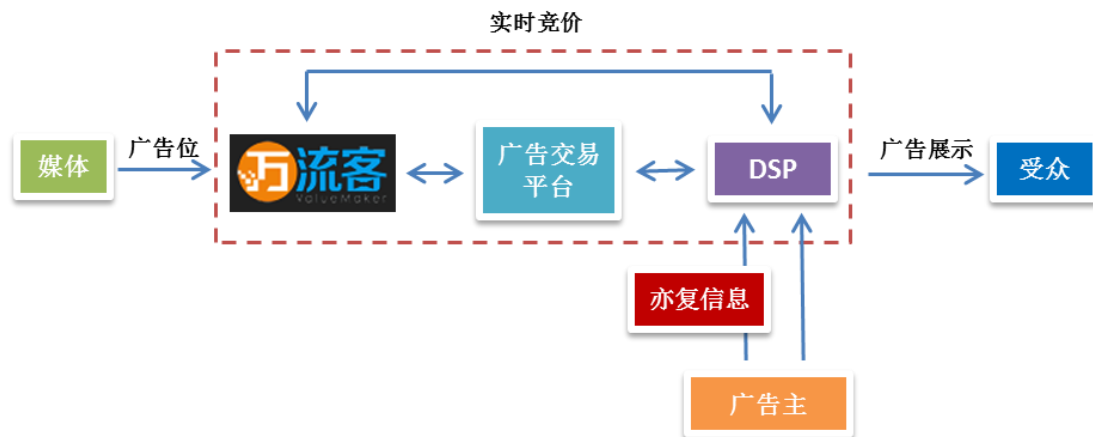 实时竞价
媒体
广告位
万流客
ValueMaker
广告交易
平台
DSP
广告展示
受众
亦复信息
广告主